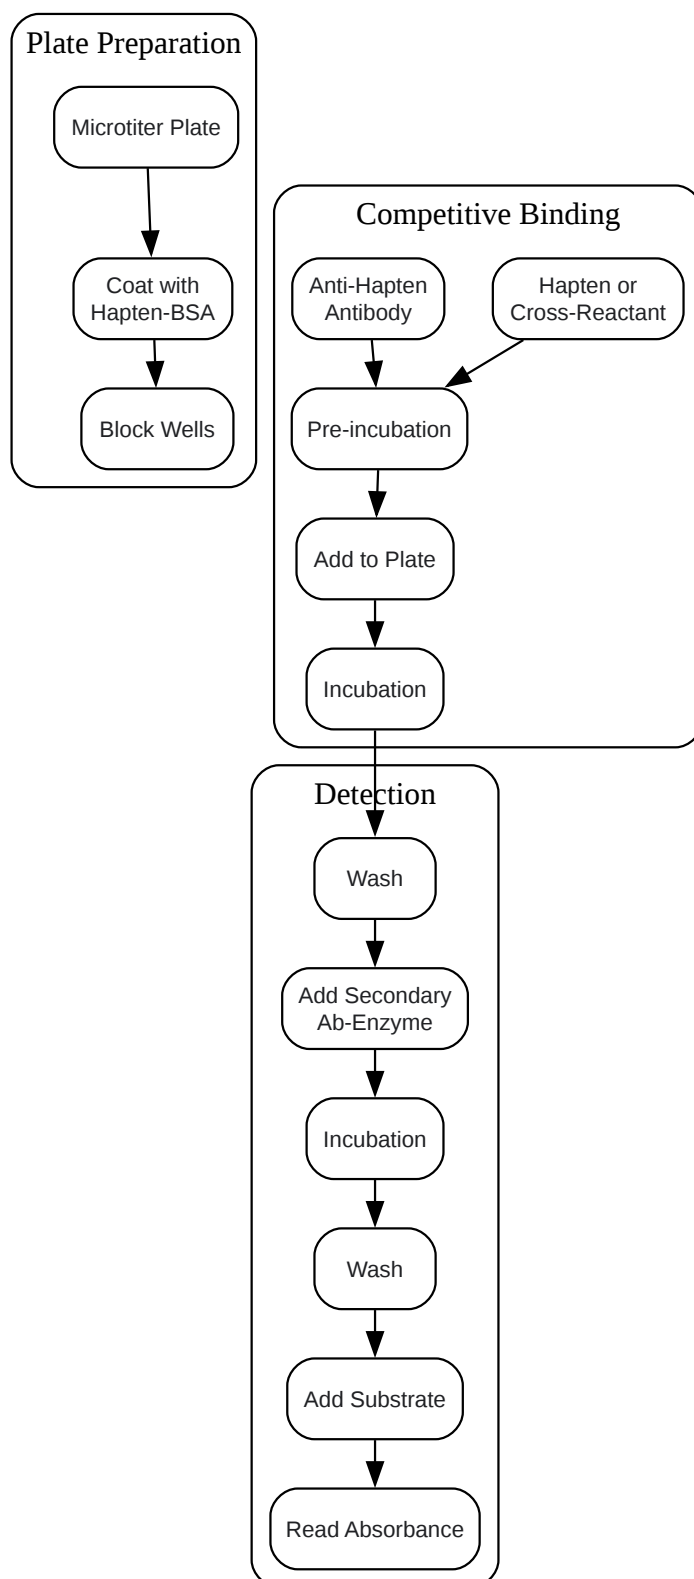 Plate Preparation
Microtiter Plate
Coat with
Hapten-BSA
Block Wells
Competitive Binding
Anti-Hapten
Antibody
Hapten or
Cross-Reactant
Pre-incubation
Add to Plate
Incubation
Detection
Wash
Add Secondary
Ab-Enzyme
Incubation
Wash
Add Substrate
Read Absorbance